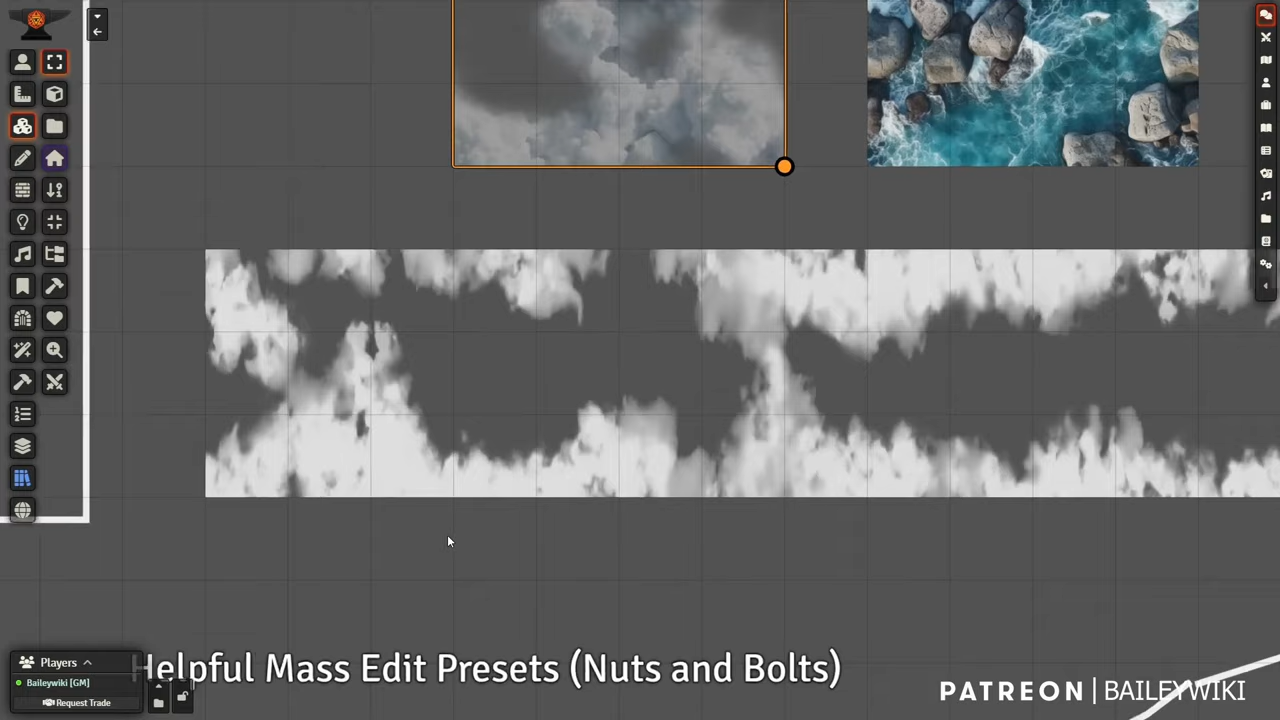 Helpful Mass Edit Presets (Nuts and Bolts)
Players
Baileywiki [GM]
Request Trade
PATREON | BAILEYWIKI